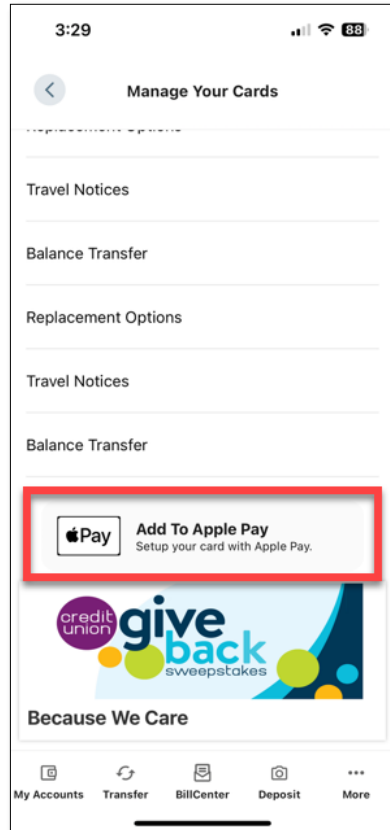 3:29
88
Manage Your Cards
Replacement Options
Travel Notices
Balance Transfer
Replacement Options
Travel Notices
Balance Transfer
Pay
Add To Apple Pay
Setup your card with Apple Pay.
credit
union
give
back
sweepstakes
Because We Care
My Accounts Transfer BillCenter Deposit More